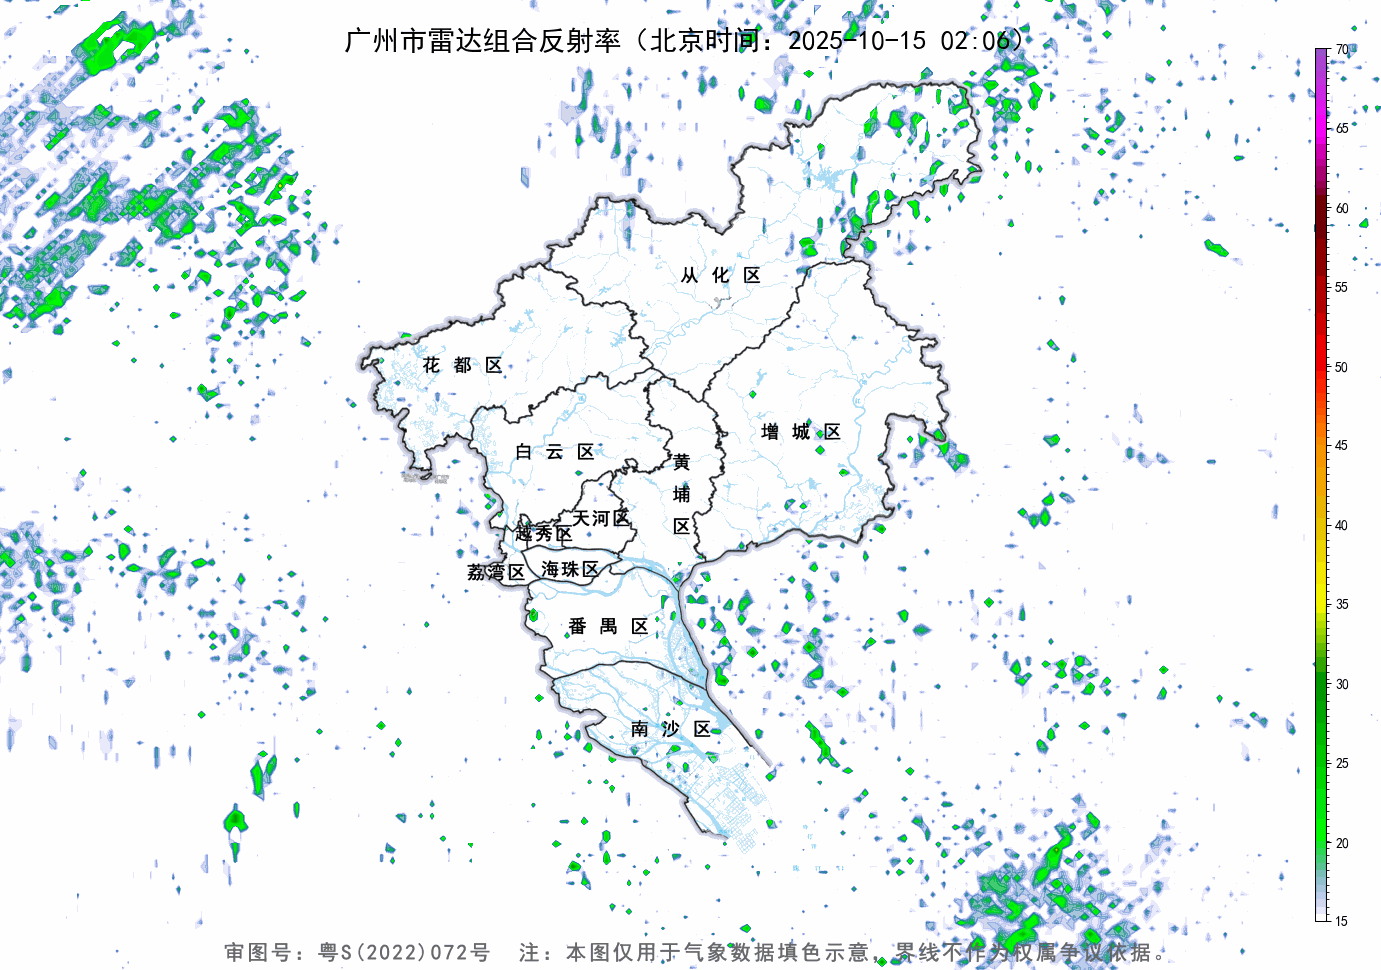 广州市雷达组合反射率（北京时间：2025-10-15 02:06）
70
65
60
55
50
45
40
35
30
25
20
15
从化区
花都区
增城区
白云区
黄埔区
天河区
越秀区
荔湾区
海珠区
番禺区
南沙区
审图号：粤S(2022)072号 注：本图仅用于气象数据填色示意，界线不作为权属争议依据。